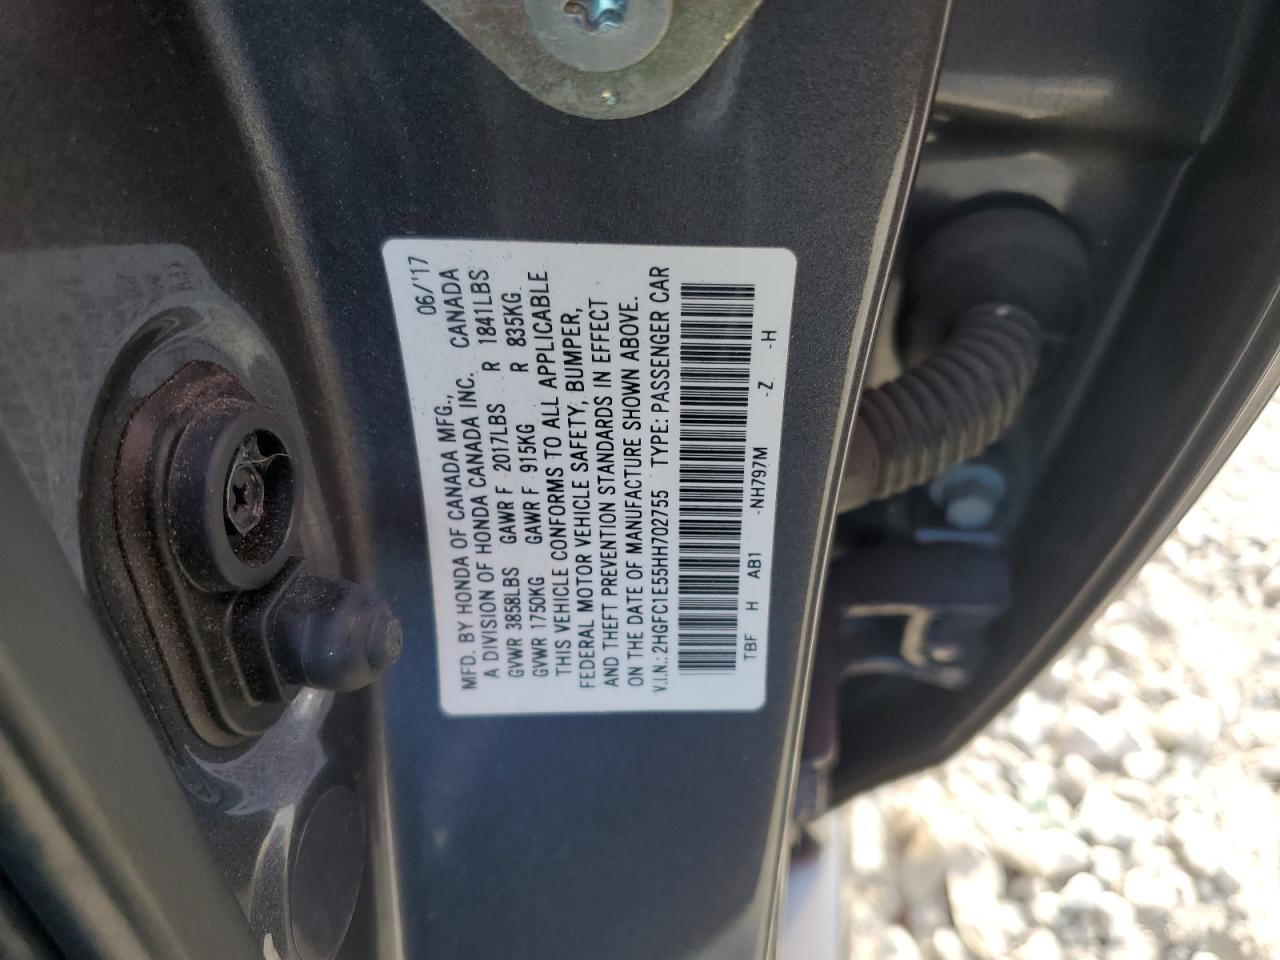 06/'17
MFD. BY HONDA OF CANADA MFG., CANADA
A DIVISION OF HONDA CANADA INC.
GVWR 3858LBS GAWR F 2017LBS R 1841LBS
GVWR 1750KG GAWR F 915KG R 835KG
THIS VEHICLE CONFORMS TO ALL APPLICABLE
FEDERAL MOTOR VEHICLE SAFETY, BUMPER,
AND THEFT PREVENTION STANDARDS IN EFFECT
ON THE DATE OF MANUFACTURE SHOWN ABOVE.
V.I.N.: 2HGFC1E55HH702755 TYPE: PASSENGER CAR
TBF H AB1 -NH797M -Z -H